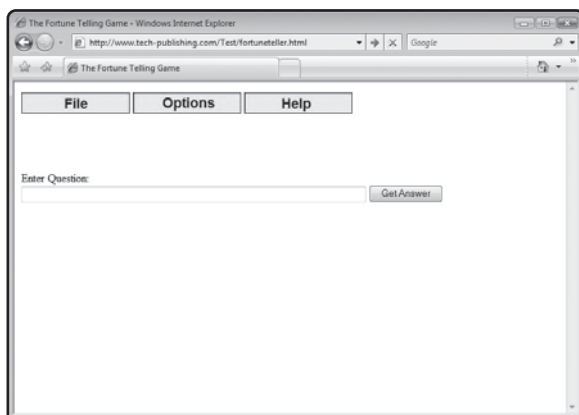 The Fortune Telling Game - Windows Internet Explorer
http://www.tech-publishing.com/Test/fortuneteller.html Google
The Fortune Telling Game
File Options Help
Enter Question:
Get Answer